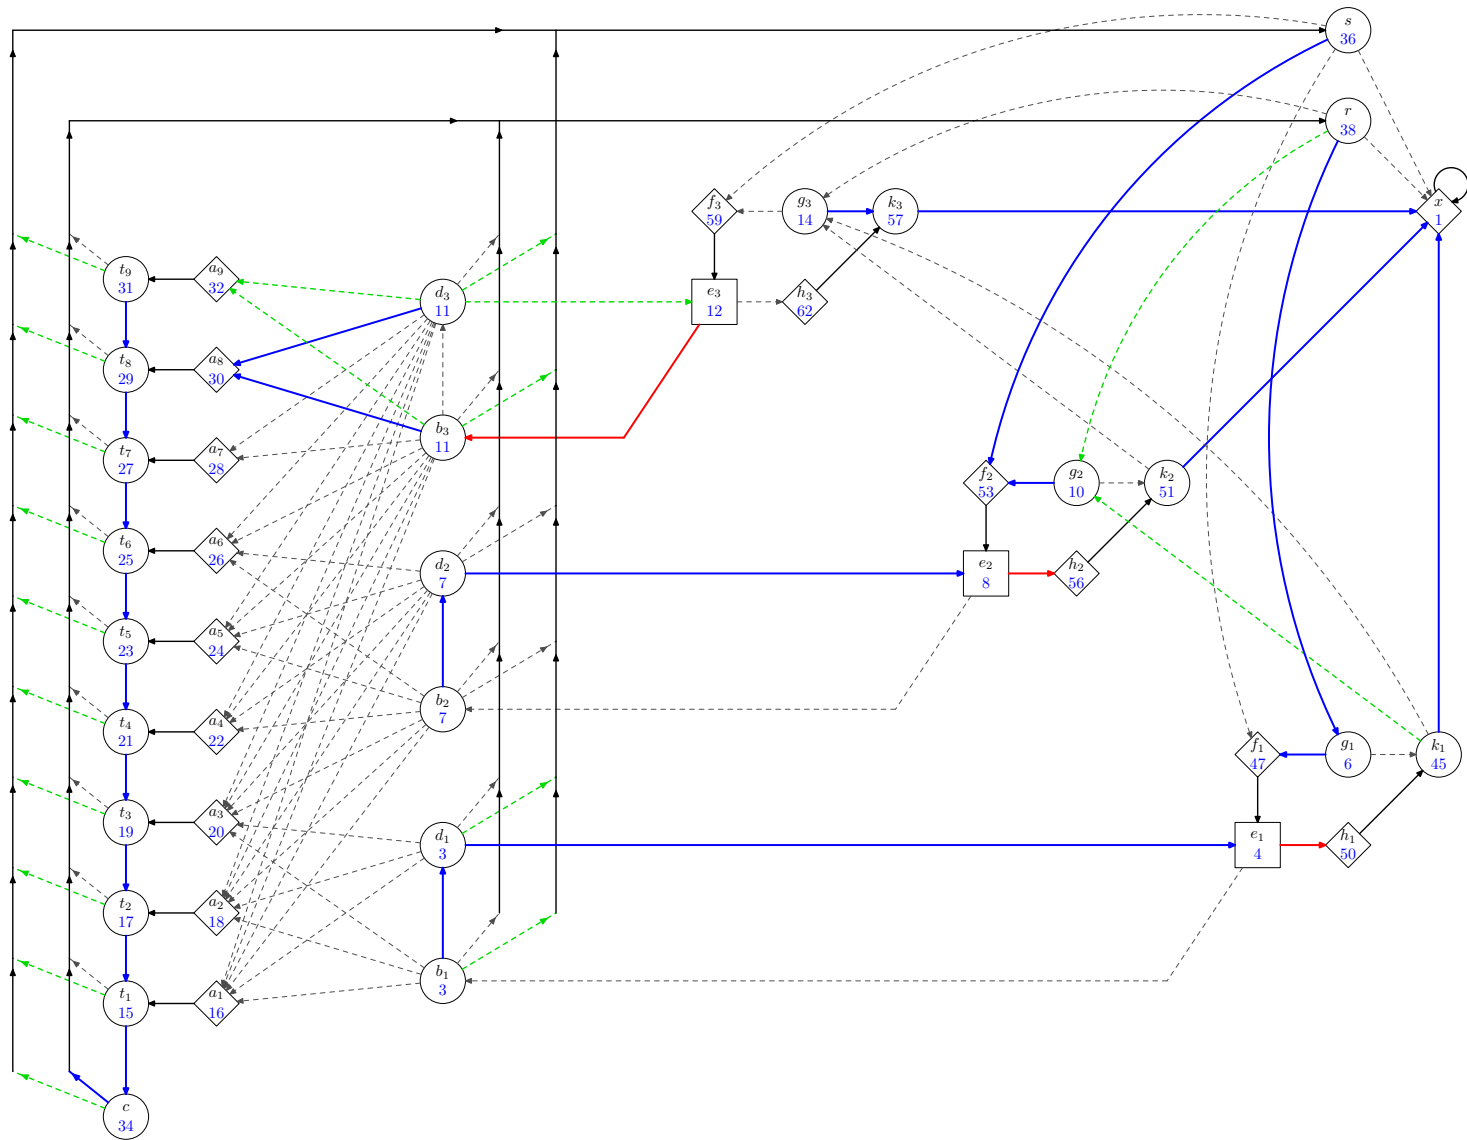 s
36
r
38
x
1
f₃
59
g₃
14
k₃
57
t₉
31
a₉
32
d₃
11
e₃
12
h₃
62
t₈
29
a₈
30
t₇
27
a₇
28
b₃
11
f₂
53
g₂
10
k₂
51
t₆
25
a₆
26
d₂
7
e₂
8
h₂
56
t₅
23
a₅
24
t₄
21
a₄
22
b₂
7
f₁
47
g₁
6
k₁
45
t₃
19
a₃
20
d₁
3
e₁
4
h₁
50
t₂
17
a₂
18
t₁
15
a₁
16
b₁
3
c
34